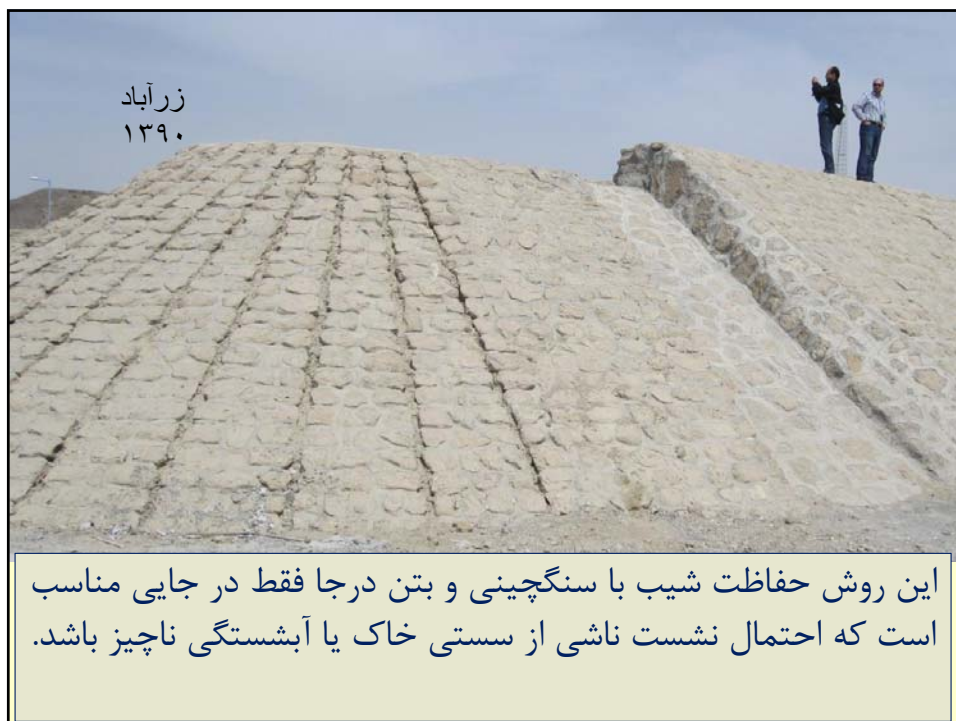 زرآباد
۱۳۹۰
این روش حفاظت شیب با سنگچینی و بتن درجا فقط در جایی مناسب
است که احتمال نشست ناشی از سستی خاک یا آبشستگی ناچیز باشد.